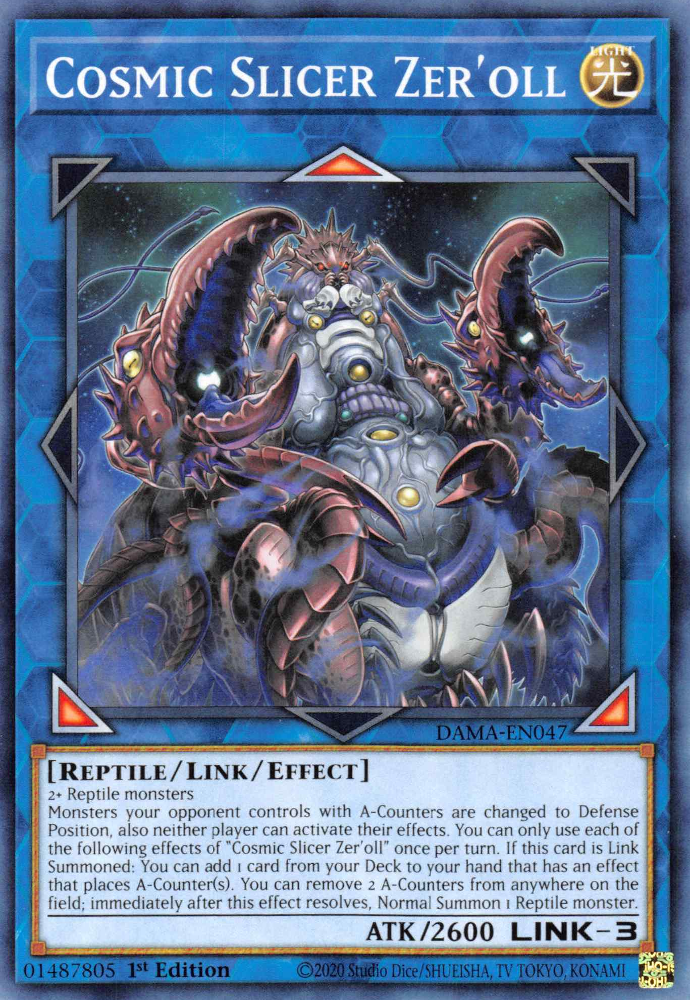 COSMIC SLICER ZER'OLL
LIGHT
光
DAMA-EN047
[REPTILE/LINK/EFFECT]
2+ Reptile monsters
Monsters your opponent controls with A-Counters are changed to Defense
Position, also neither player can activate their effects. You can only use each of
the following effects of "Cosmic Slicer Zer'oll" once per turn. If this card is Link
Summoned: You can add 1 card from your Deck to your hand that has an effect
that places A-Counter(s). You can remove 2 A-Counters from anywhere on the
field; immediately after this effect resolves, Normal Summon 1 Reptile monster.
ATK/2600 LINK-3
01487805 1st Edition ©2020 Studio Dice/SHUEISHA, TV TOKYO, KONAMI